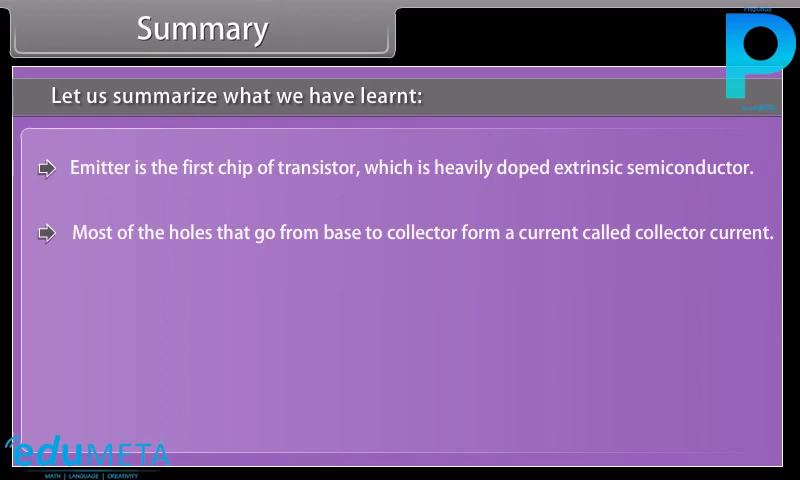 Summary
Let us summarize what we have learnt:
Emitter is the first chip of transistor, which is heavily doped extrinsic semiconductor.
Most of the holes that go from base to collector form a current called collector current.
P
eduMETA
MATH | LANGUAGE | CREATIVITY